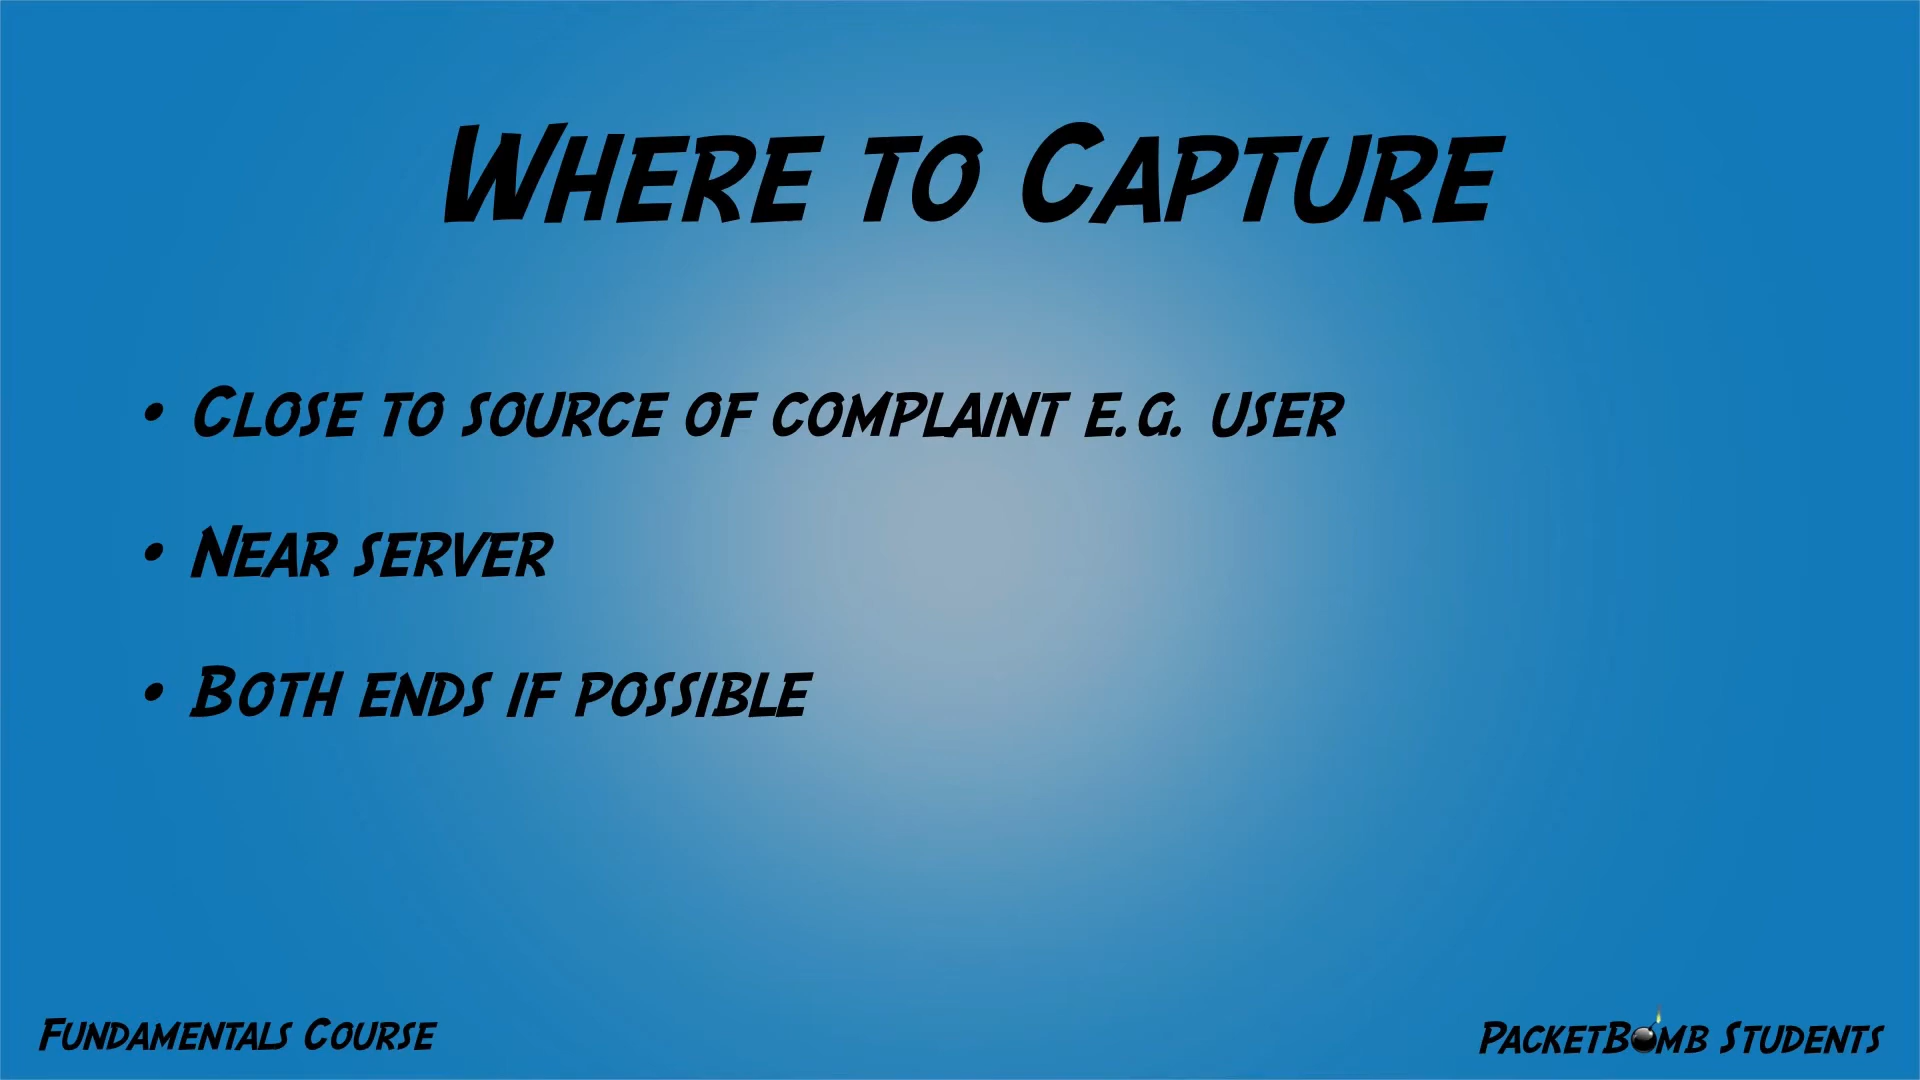 Where to Capture
• Close to source of complaint e.g. user
• Near server
• Both ends if possible
Fundamentals Course
PacketBomb Students